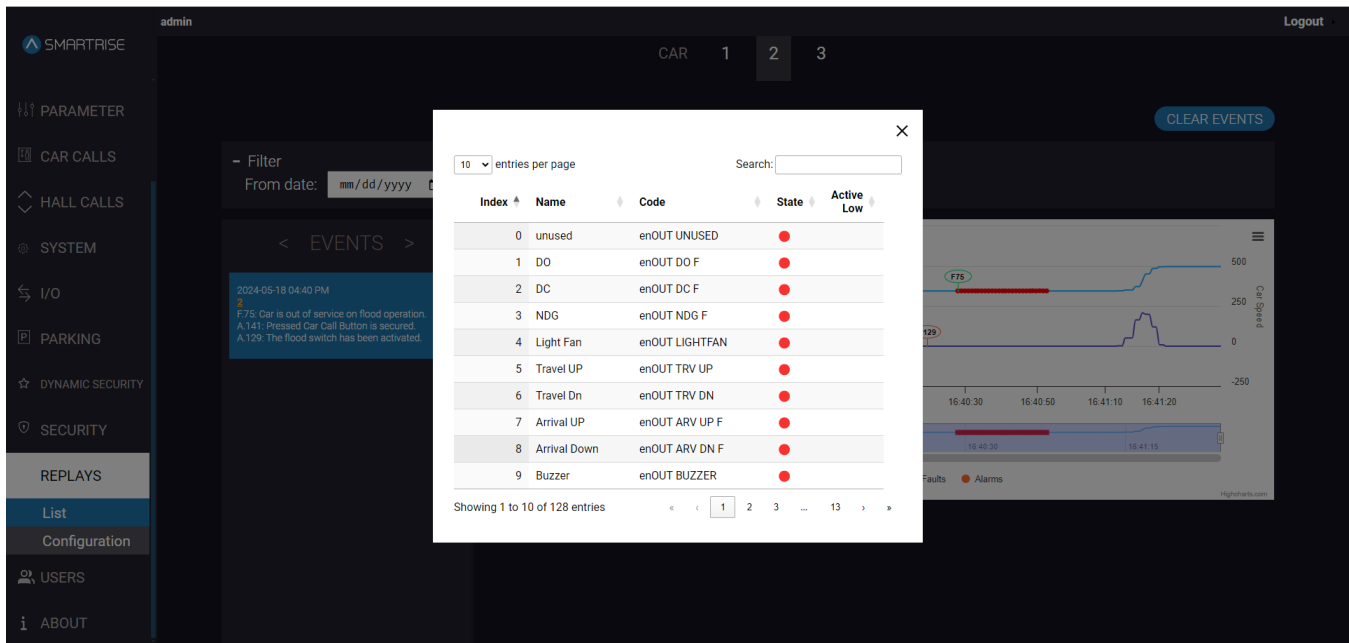 admin
Logout
SMARTRISE
CAR 1 2 3
PARAMETER
CAR CALLS
HALL CALLS
SYSTEM
I/O
P PARKING
DYNAMIC SECURITY
SECURITY
REPLAYS
List
Configuration
USERS
i ABOUT
CLEAR EVENTS
– Filter
From date: mm/dd/yyyy
< EVENTS >
2024-05-18 04:40 PM
2
F.75: Car is out of service on flood operation.
A.141: Pressed Car Call Button is secured.
A.129: The flood switch has been activated.
10 entries per page
Search:
Index Name Code State Active Low
0 unused enOUT UNUSED
1 DO enOUT DO F
2 DC enOUT DC F
3 NDG enOUT NDG F
4 Light Fan enOUT LIGHTFAN
5 Travel UP enOUT TRV UP
6 Travel Dn enOUT TRV DN
7 Arrival UP enOUT ARV UP F
8 Arrival Down enOUT ARV DN F
9 Buzzer enOUT BUZZER
Showing 1 to 10 of 128 entries
« ‹ 1 2 3 ... 13 › »
F75
129
500
250
0
-250
Car Speed
16:40:30 16:40:50 16:41:10 16:41:20
16:40:30 16:41:15
Faults Alarms
Highcharts.com